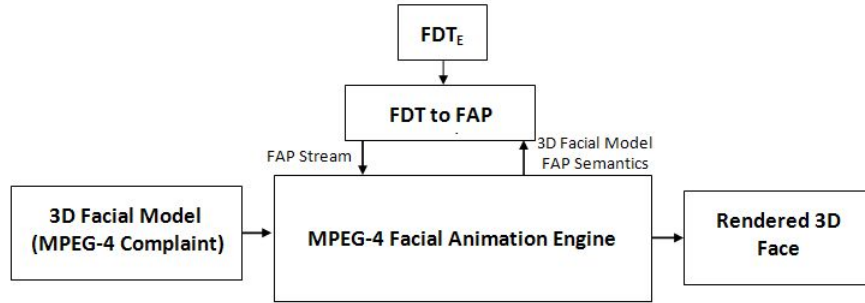 FDTE
FDT to FAP
FAP Stream
3D Facial Model
FAP Semantics
3D Facial Model
(MPEG-4 Complaint)
MPEG-4 Facial Animation Engine
Rendered 3D
Face